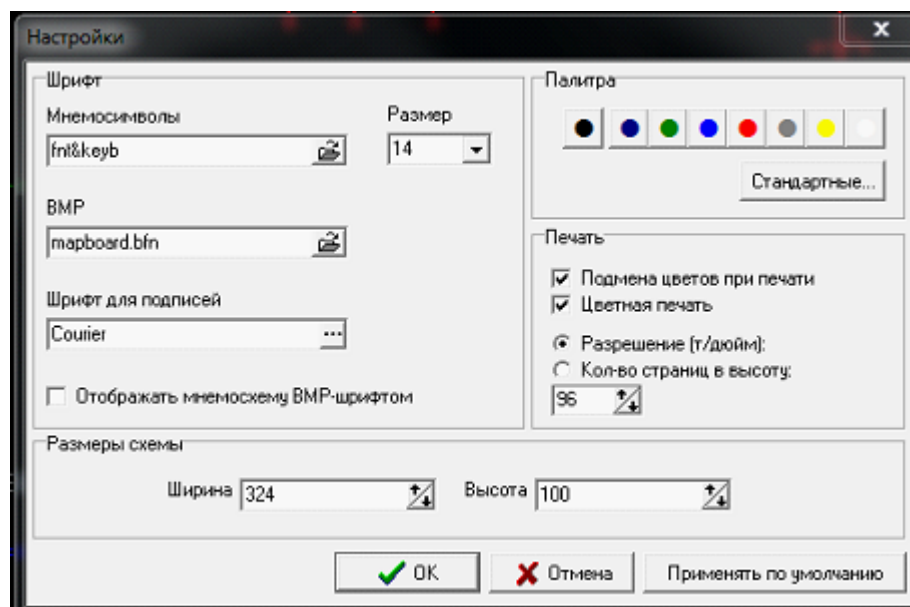 Настройки
Шрифт
Мнемосимволы
Размер
fnt&keyb
14
BMP
mapboard.bfn
Шрифт для подписей
Courier
Отображать мнемосхему BMP-шрифтом
Палитра
Стандартные...
Печать
Подмена цветов при печати
Цветная печать
Разрешение (т/дюйм):
Кол-во страниц в высоту:
96
Размеры схемы
Ширина 324
Высота 100
OK
Отмена
Применять по умолчанию